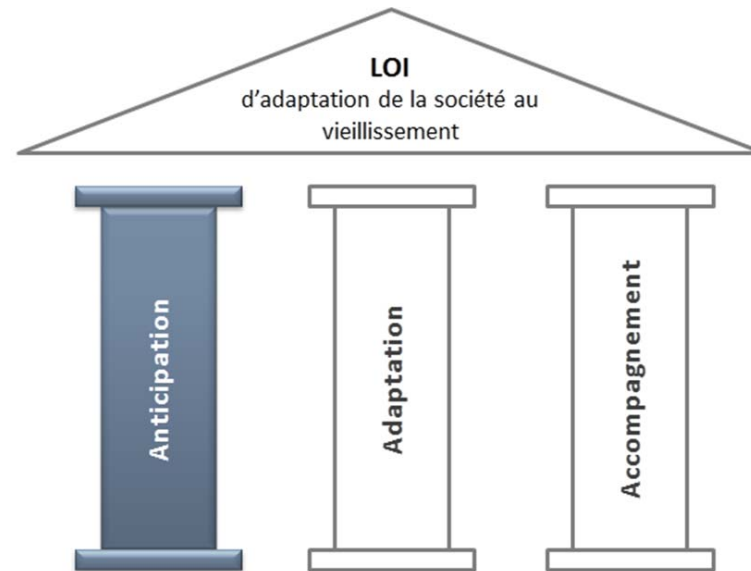 LOI
d’adaptation de la société au
vieillissement
Anticipation
Adaptation
Accompagnement